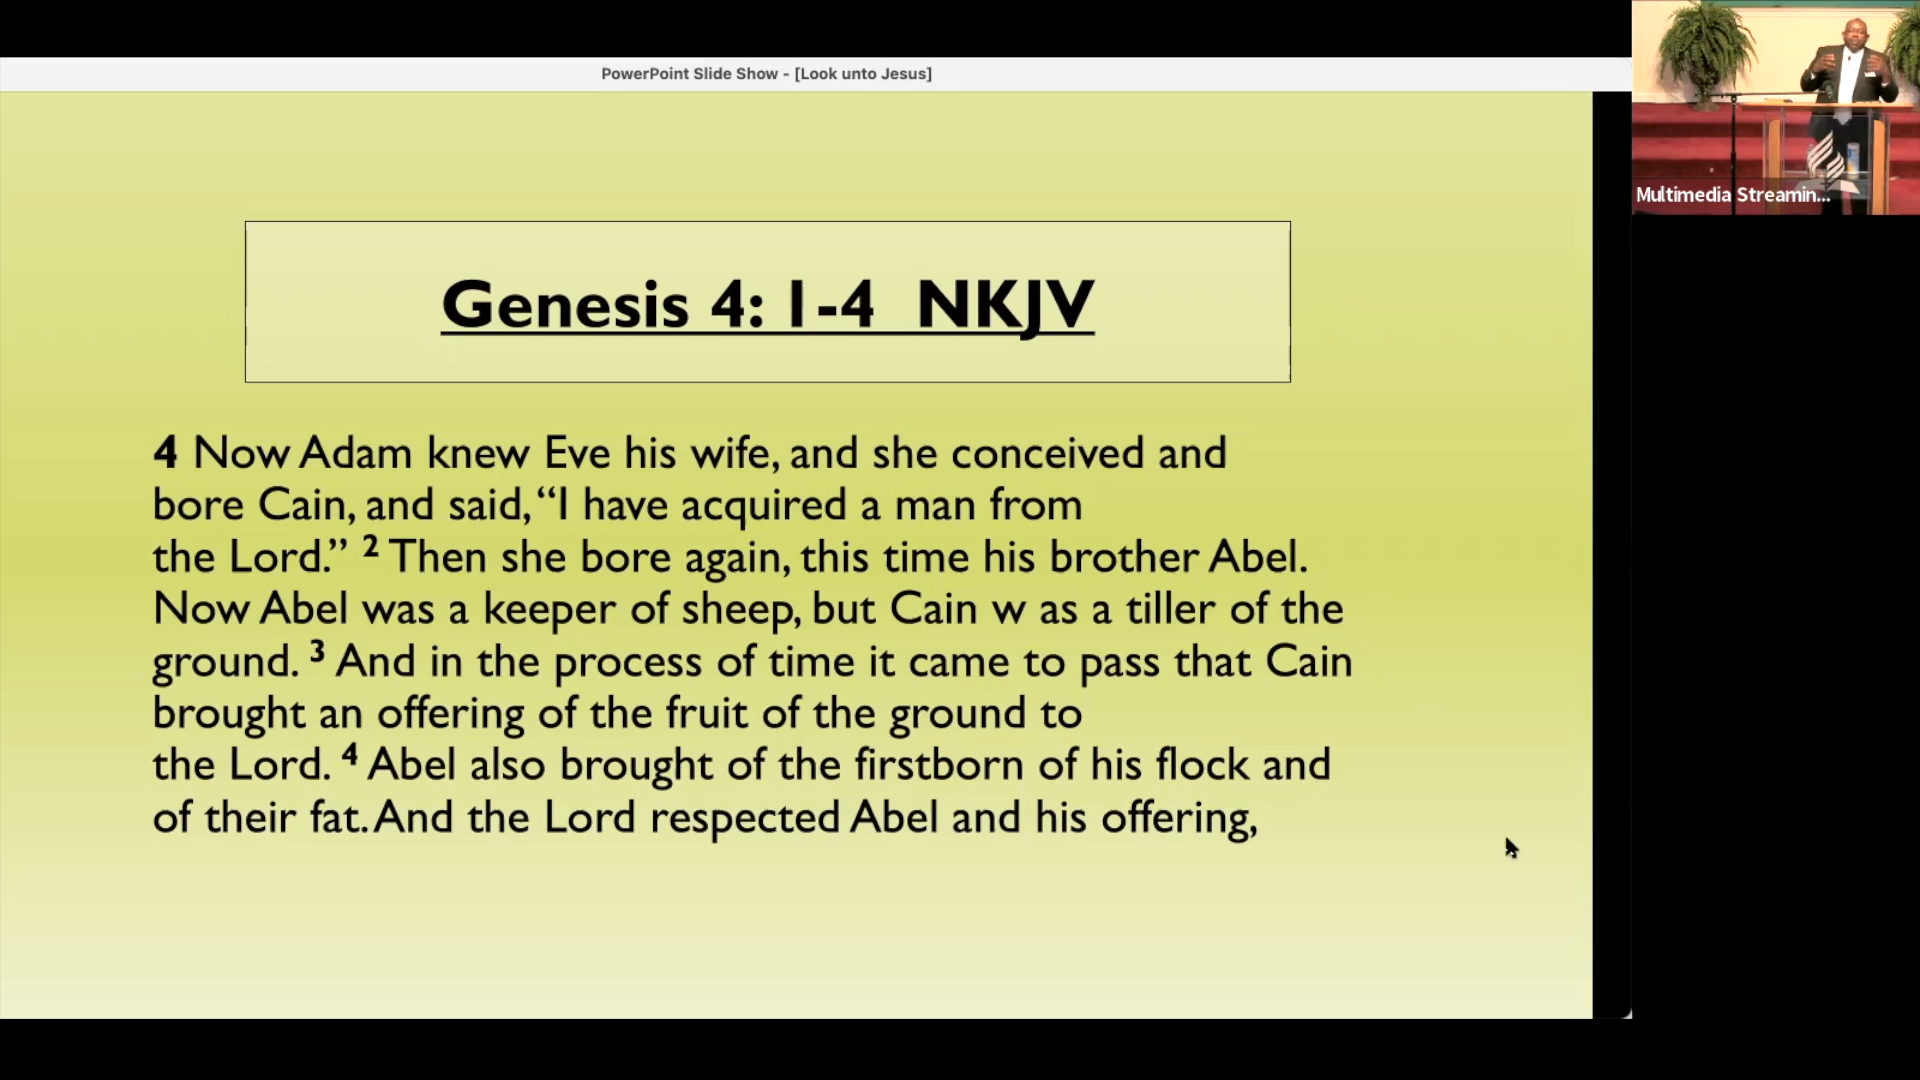 PowerPoint Slide Show - [Look unto Jesus]
Multimedia Streamin...
Genesis 4: 1-4  NKJV
4 Now Adam knew Eve his wife, and she conceived and
bore Cain, and said, “I have acquired a man from
the Lord.” 2 Then she bore again, this time his brother Abel.
Now Abel was a keeper of sheep, but Cain w as a tiller of the
ground. 3 And in the process of time it came to pass that Cain
brought an offering of the fruit of the ground to
the Lord. 4 Abel also brought of the firstborn of his flock and
of their fat. And the Lord respected Abel and his offering,